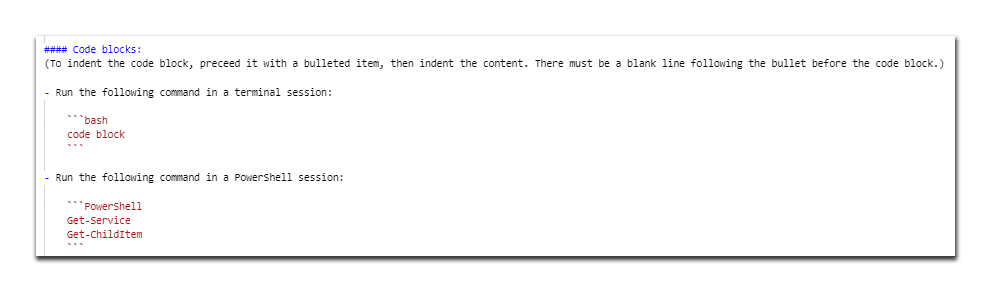 #### Code blocks:
(To indent the code block, preceed it with a bulleted item, then indent the content. There must be a blank line following the bullet before the code block.)
- Run the following command in a terminal session:
```bash
code block
```
- Run the following command in a PowerShell session:
```PowerShell
Get-Service
Get-ChildItem
```